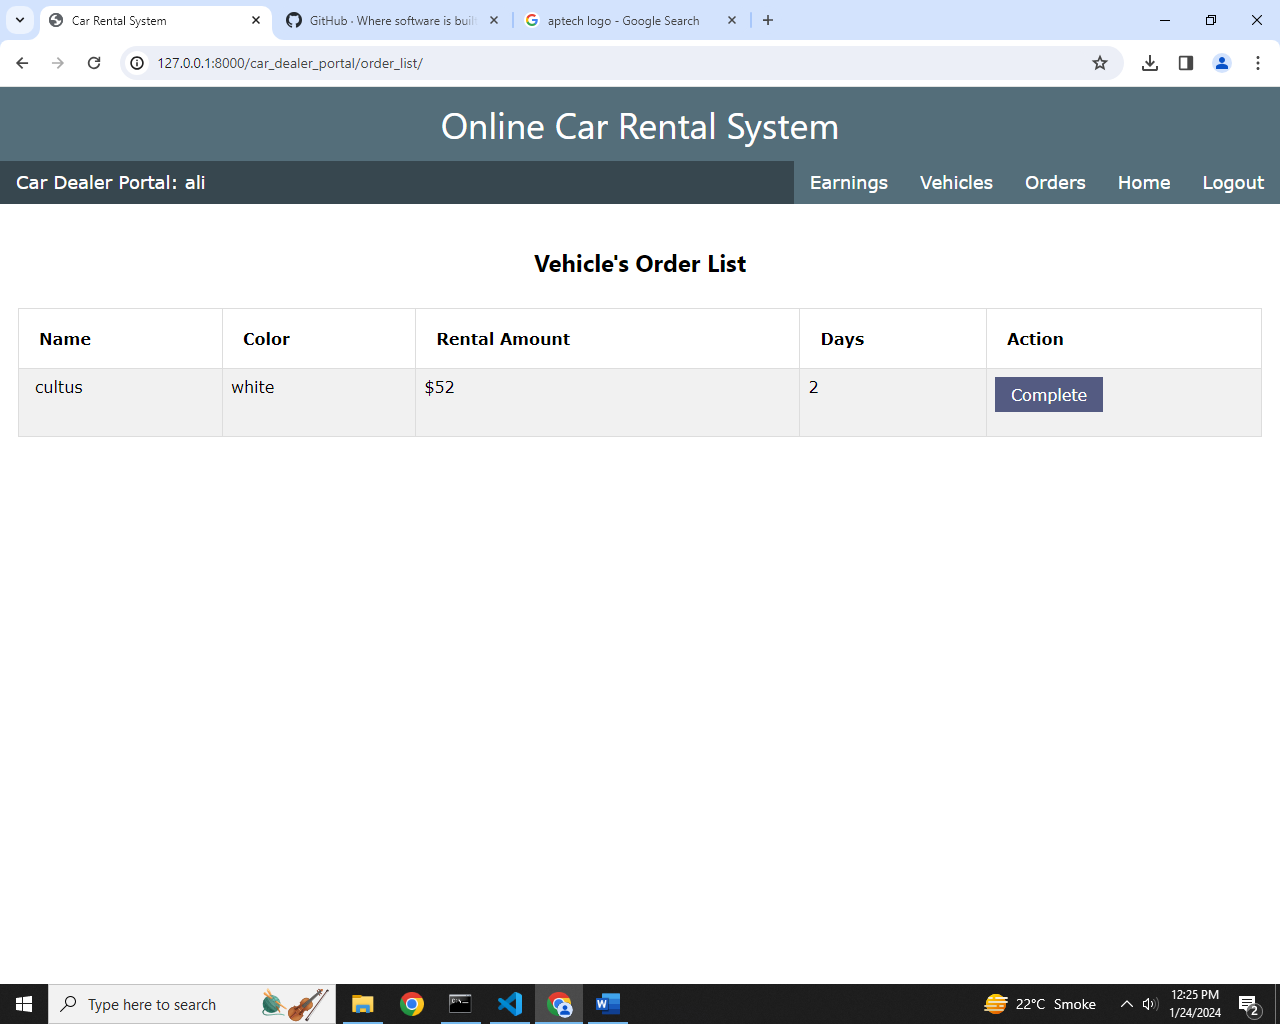 Car Rental System
GitHub · Where software is buil
aptech logo - Google Search
127.0.0.1:8000/car_dealer_portal/order_list/
Online Car Rental System
Car Dealer Portal: ali Earnings Vehicles Orders Home Logout
Vehicle's Order List
Name Color Rental Amount Days Action
cultus white $52 2 Complete
Type here to search
22°C Smoke
12:25 PM
1/24/2024
2